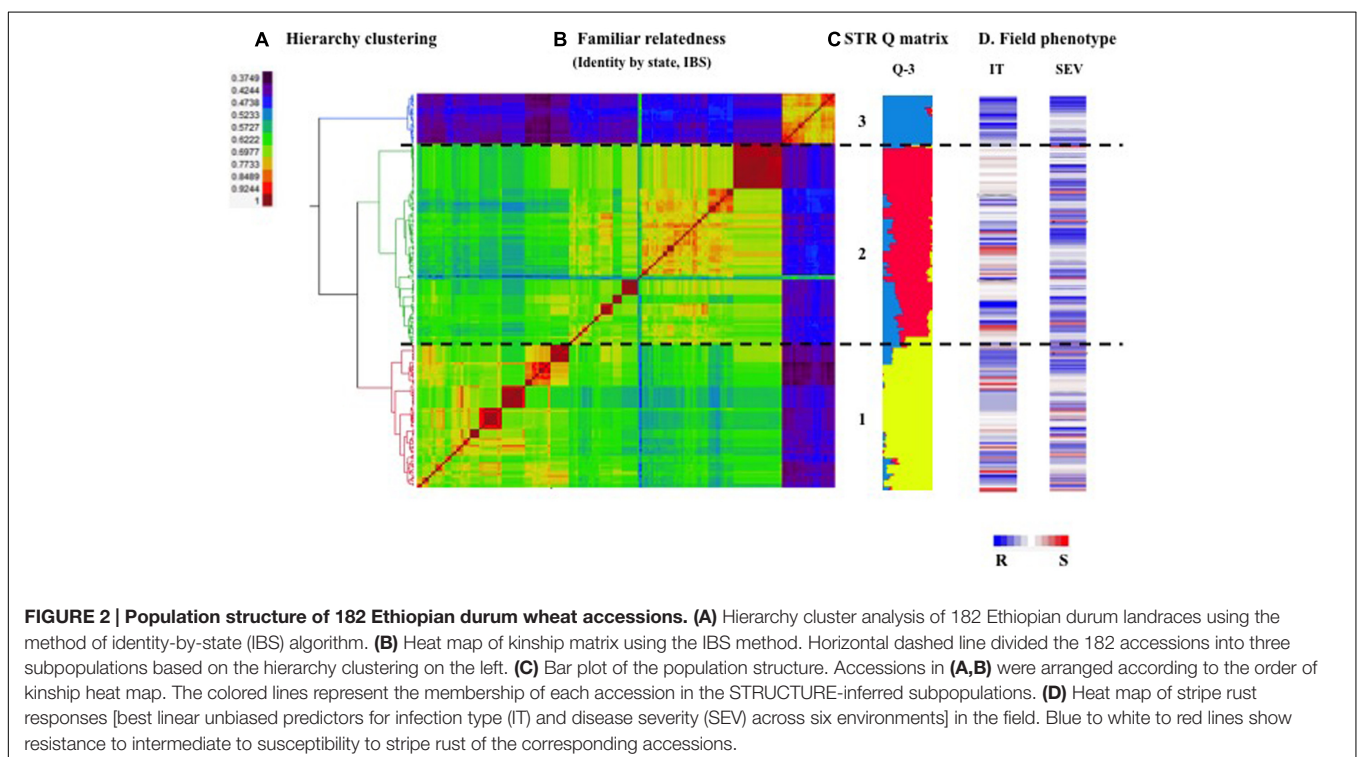 A Hierarchy clustering
B Familiar relatedness
(Identity by state, IBS)
C STR Q matrix
D. Field phenotype
Q-3
IT
SEV
0.3749
0.4244
0.4738
0.5233
0.5727
0.6222
0.6977
0.7733
0.8489
0.9244
1
3
2
1
R
S
FIGURE 2 | Population structure of 182 Ethiopian durum wheat accessions. (A) Hierarchy cluster analysis of 182 Ethiopian durum landraces using the
method of identity-by-state (IBS) algorithm. (B) Heat map of kinship matrix using the IBS method. Horizontal dashed line divided the 182 accessions into three
subpopulations based on the hierarchy clustering on the left. (C) Bar plot of the population structure. Accessions in (A,B) were arranged according to the order of
kinship heat map. The colored lines represent the membership of each accession in the STRUCTURE-inferred subpopulations. (D) Heat map of stripe rust
responses [best linear unbiased predictors for infection type (IT) and disease severity (SEV) across six environments] in the field. Blue to white to red lines show
resistance to intermediate to susceptibility to stripe rust of the corresponding accessions.